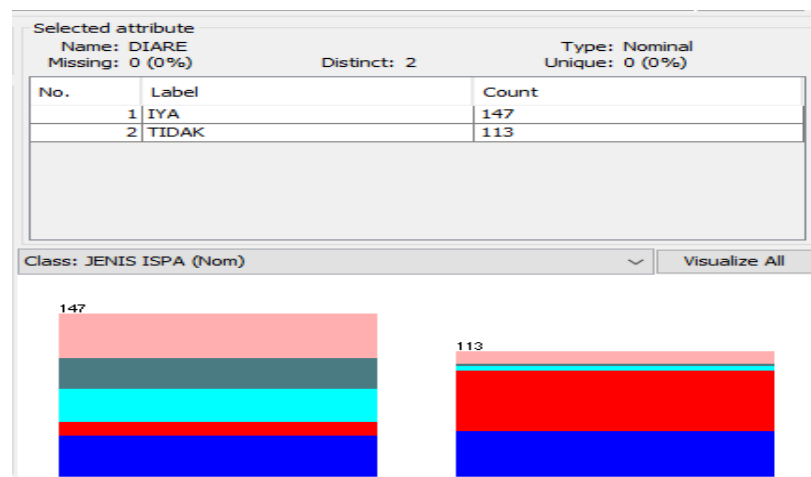 Selected attribute
Name: DIARE Type: Nominal
Missing: 0 (0%) Distinct: 2 Unique: 0 (0%)
No. Label Count
1 IYA 147
2 TIDAK 113
Class: JENIS ISPA (Nom) Visualize All
147
113